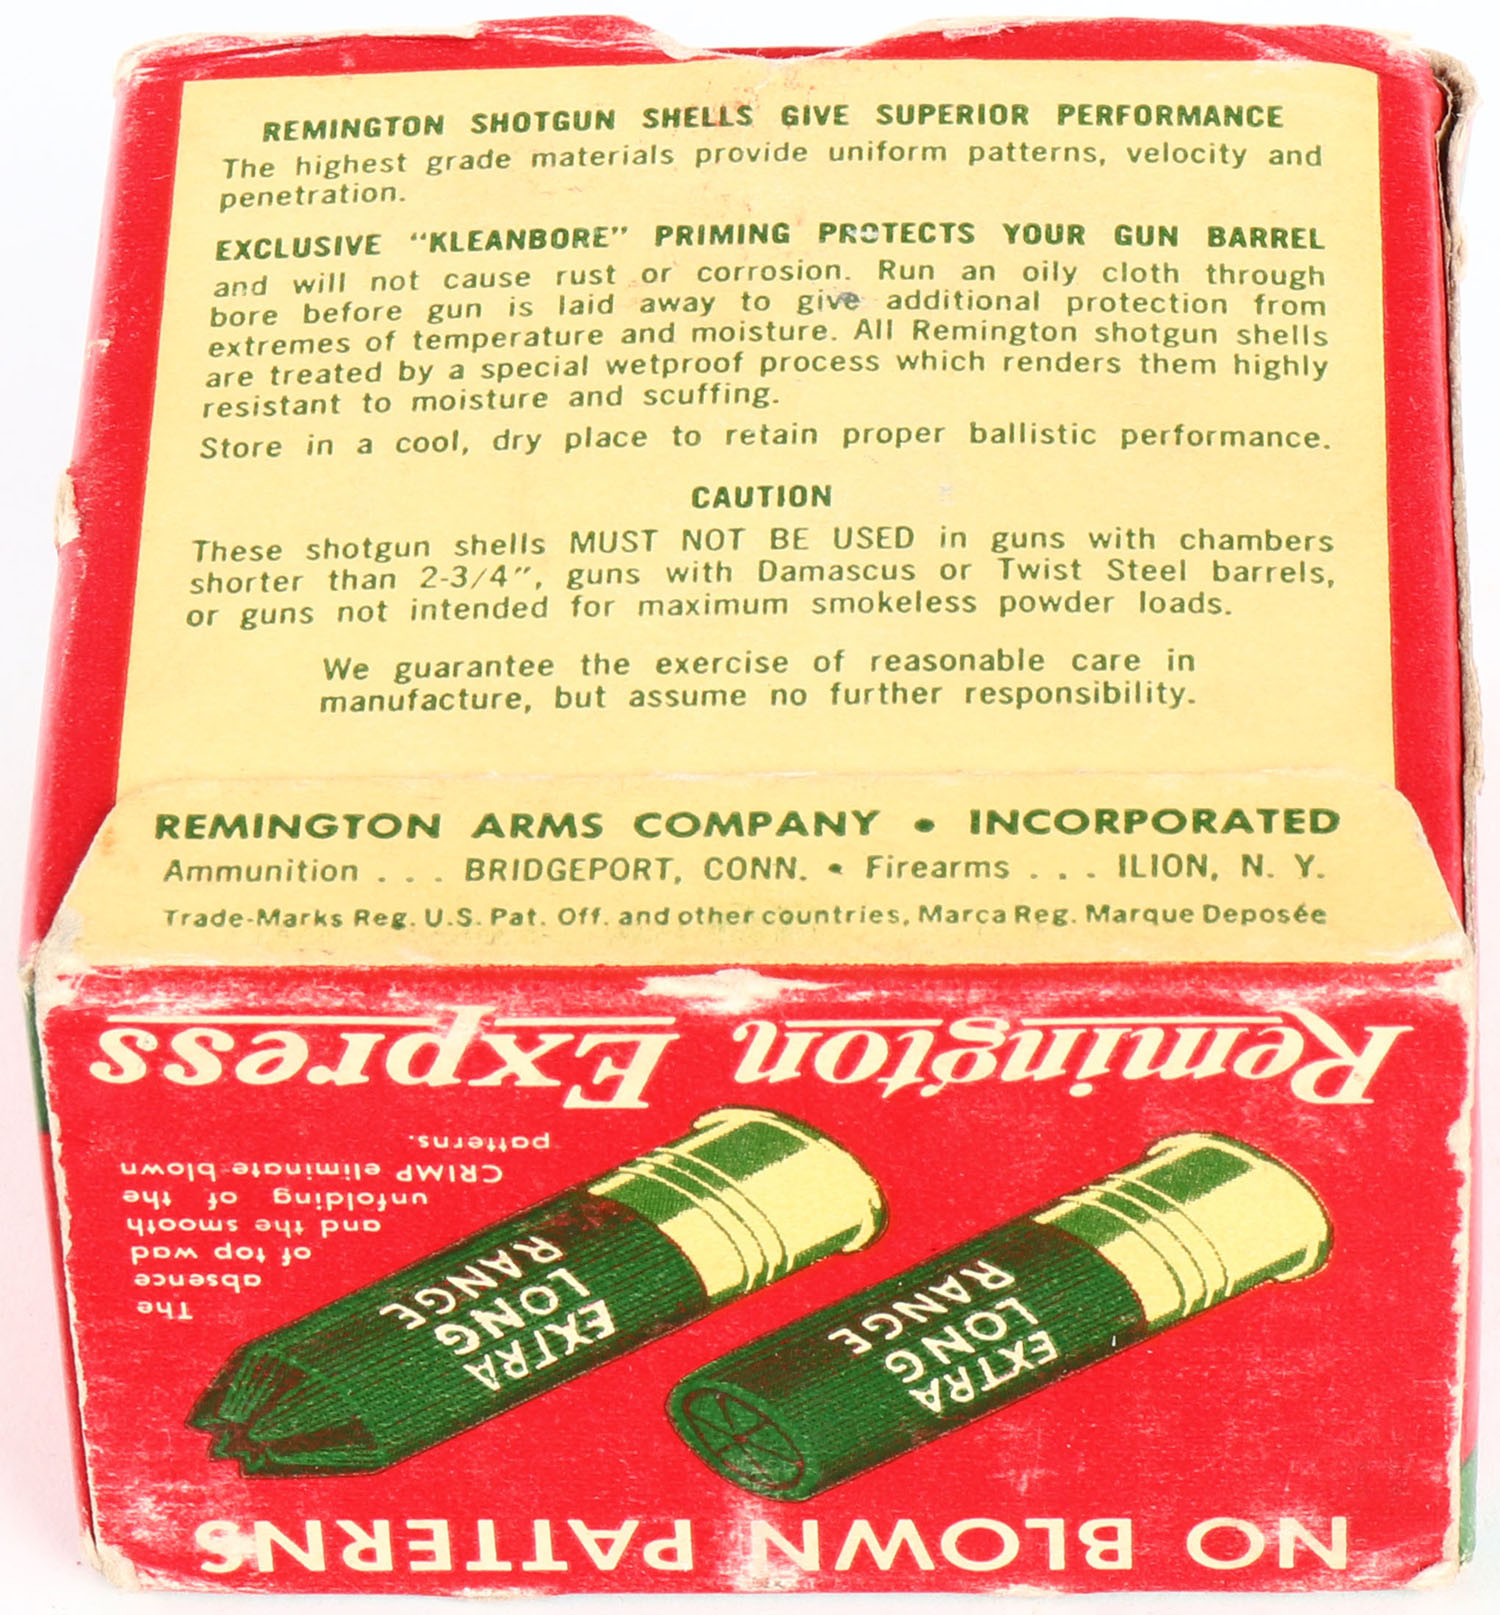 REMINGTON SHOTGUN SHELLS GIVE SUPERIOR PERFORMANCE
The highest grade materials provide uniform patterns, velocity and
penetration.
EXCLUSIVE "KLEANBORE" PRIMING PROTECTS YOUR GUN BARREL
and will not cause rust or corrosion. Run an oily cloth through
bore before gun is laid away to give additional protection from
extremes of temperature and moisture. All Remington shotgun shells
are treated by a special wetproof process which renders them highly
resistant to moisture and scuffing.
Store in a cool, dry place to retain proper ballistic performance.
CAUTION
These shotgun shells MUST NOT BE USED in guns with chambers
shorter than 2-3/4", guns with Damascus or Twist Steel barrels,
or guns not intended for maximum smokeless powder loads.
We guarantee the exercise of reasonable care in
manufacture, but assume no further responsibility.
REMINGTON ARMS COMPANY • INCORPORATED
Ammunition . . . BRIDGEPORT, CONN. • Firearms . . . ILION, N. Y.
Trade-Marks Reg. U.S. Pat. Off. and other countries, Marca Reg. Marque Deposée
NO BLOWN PATTERNS
EXTRA
LONG
RANGE
EXTRA
LONG
RANGE
The
absence
of top wad
and the smooth
unfolding of the
CRIMP eliminate blown
patterns.
Remington Express